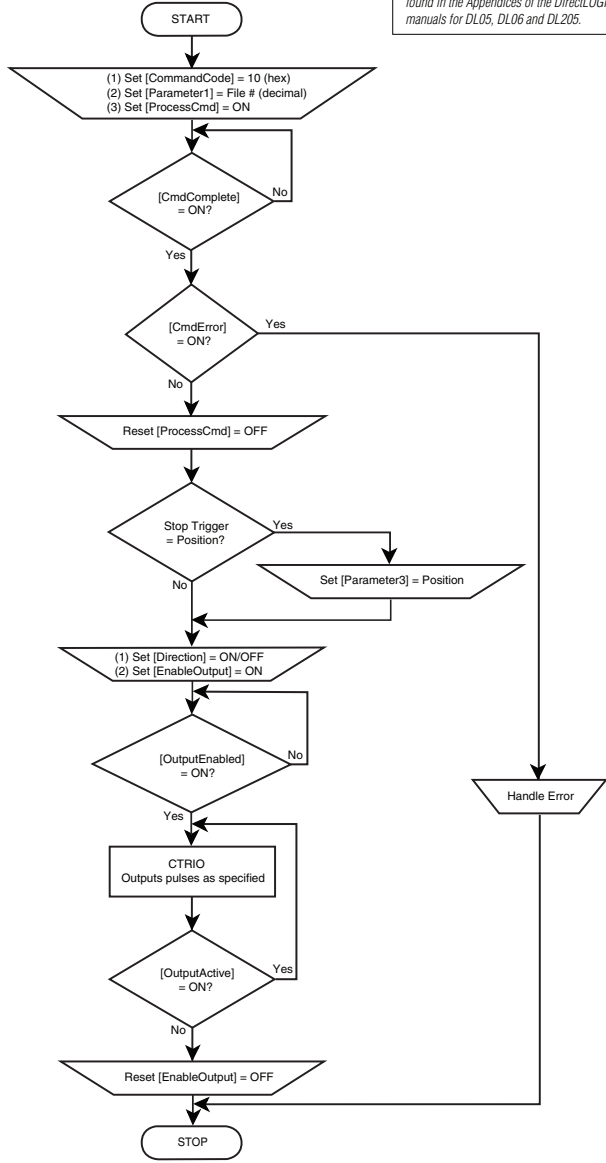 found in the Appendices of the DirectLOGI
manuals for DL05, DL06 and DL205.
START
(1) Set [CommandCode] = 10 (hex)
(2) Set [Parameter1] = File # (decimal)
(3) Set [ProcessCmd] = ON
[CmdComplete]
= ON?
No
Yes
[CmdError]
= ON?
Yes
No
Reset [ProcessCmd] = OFF
Stop Trigger
= Position?
Yes
Set [Parameter3] = Position
No
(1) Set [Direction] = ON/OFF
(2) Set [EnableOutput] = ON
[OutputEnabled]
= ON?
No
Handle Error
Yes
CTRIO
Outputs pulses as specified
[OutputActive]
= ON?
Yes
No
Reset [EnableOutput] = OFF
STOP